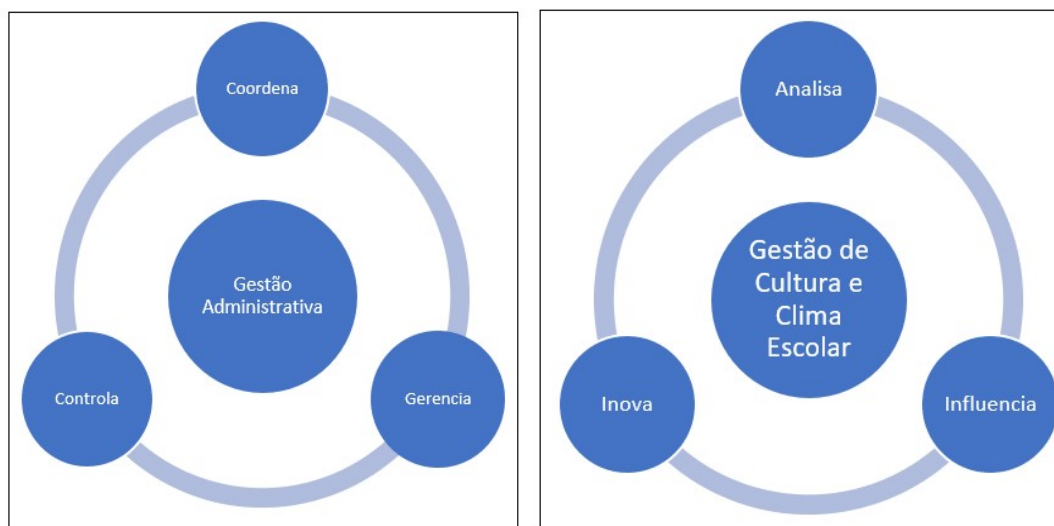 Coordena
Gestão
Administrativa
Controla
Gerencia
Analisa
Gestão de
Cultura e
Clima
Escolar
Inova
Influencia